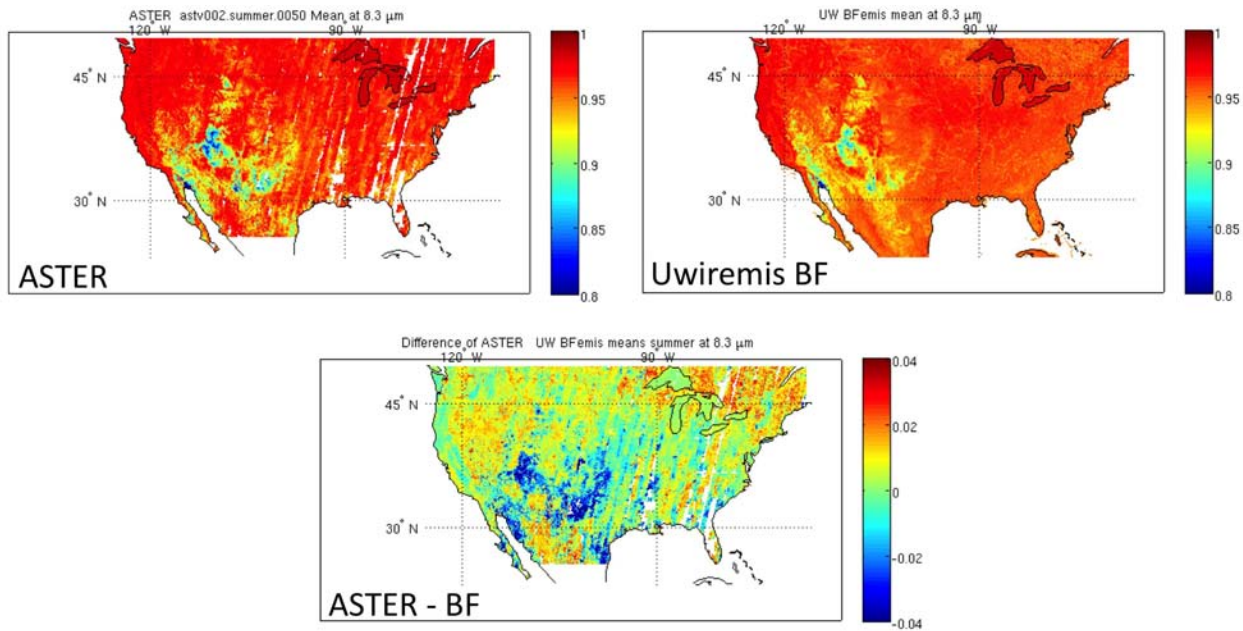 ASTER astv002.summer.0050 Mean at 8.3 μm
120° W 90° W
45° N
30° N
1
0.95
0.9
0.85
0.8
ASTER
UW BFemis mean at 8.3 μm
120° W 90° W
45° N
30° N
1
0.95
0.9
0.85
0.8
Uwiremis BF
Difference of ASTER UW BFemis means summer at 8.3 μm
120° W 90° W
45° N
30° N
0.04
0.02
0
-0.02
-0.04
ASTER - BF